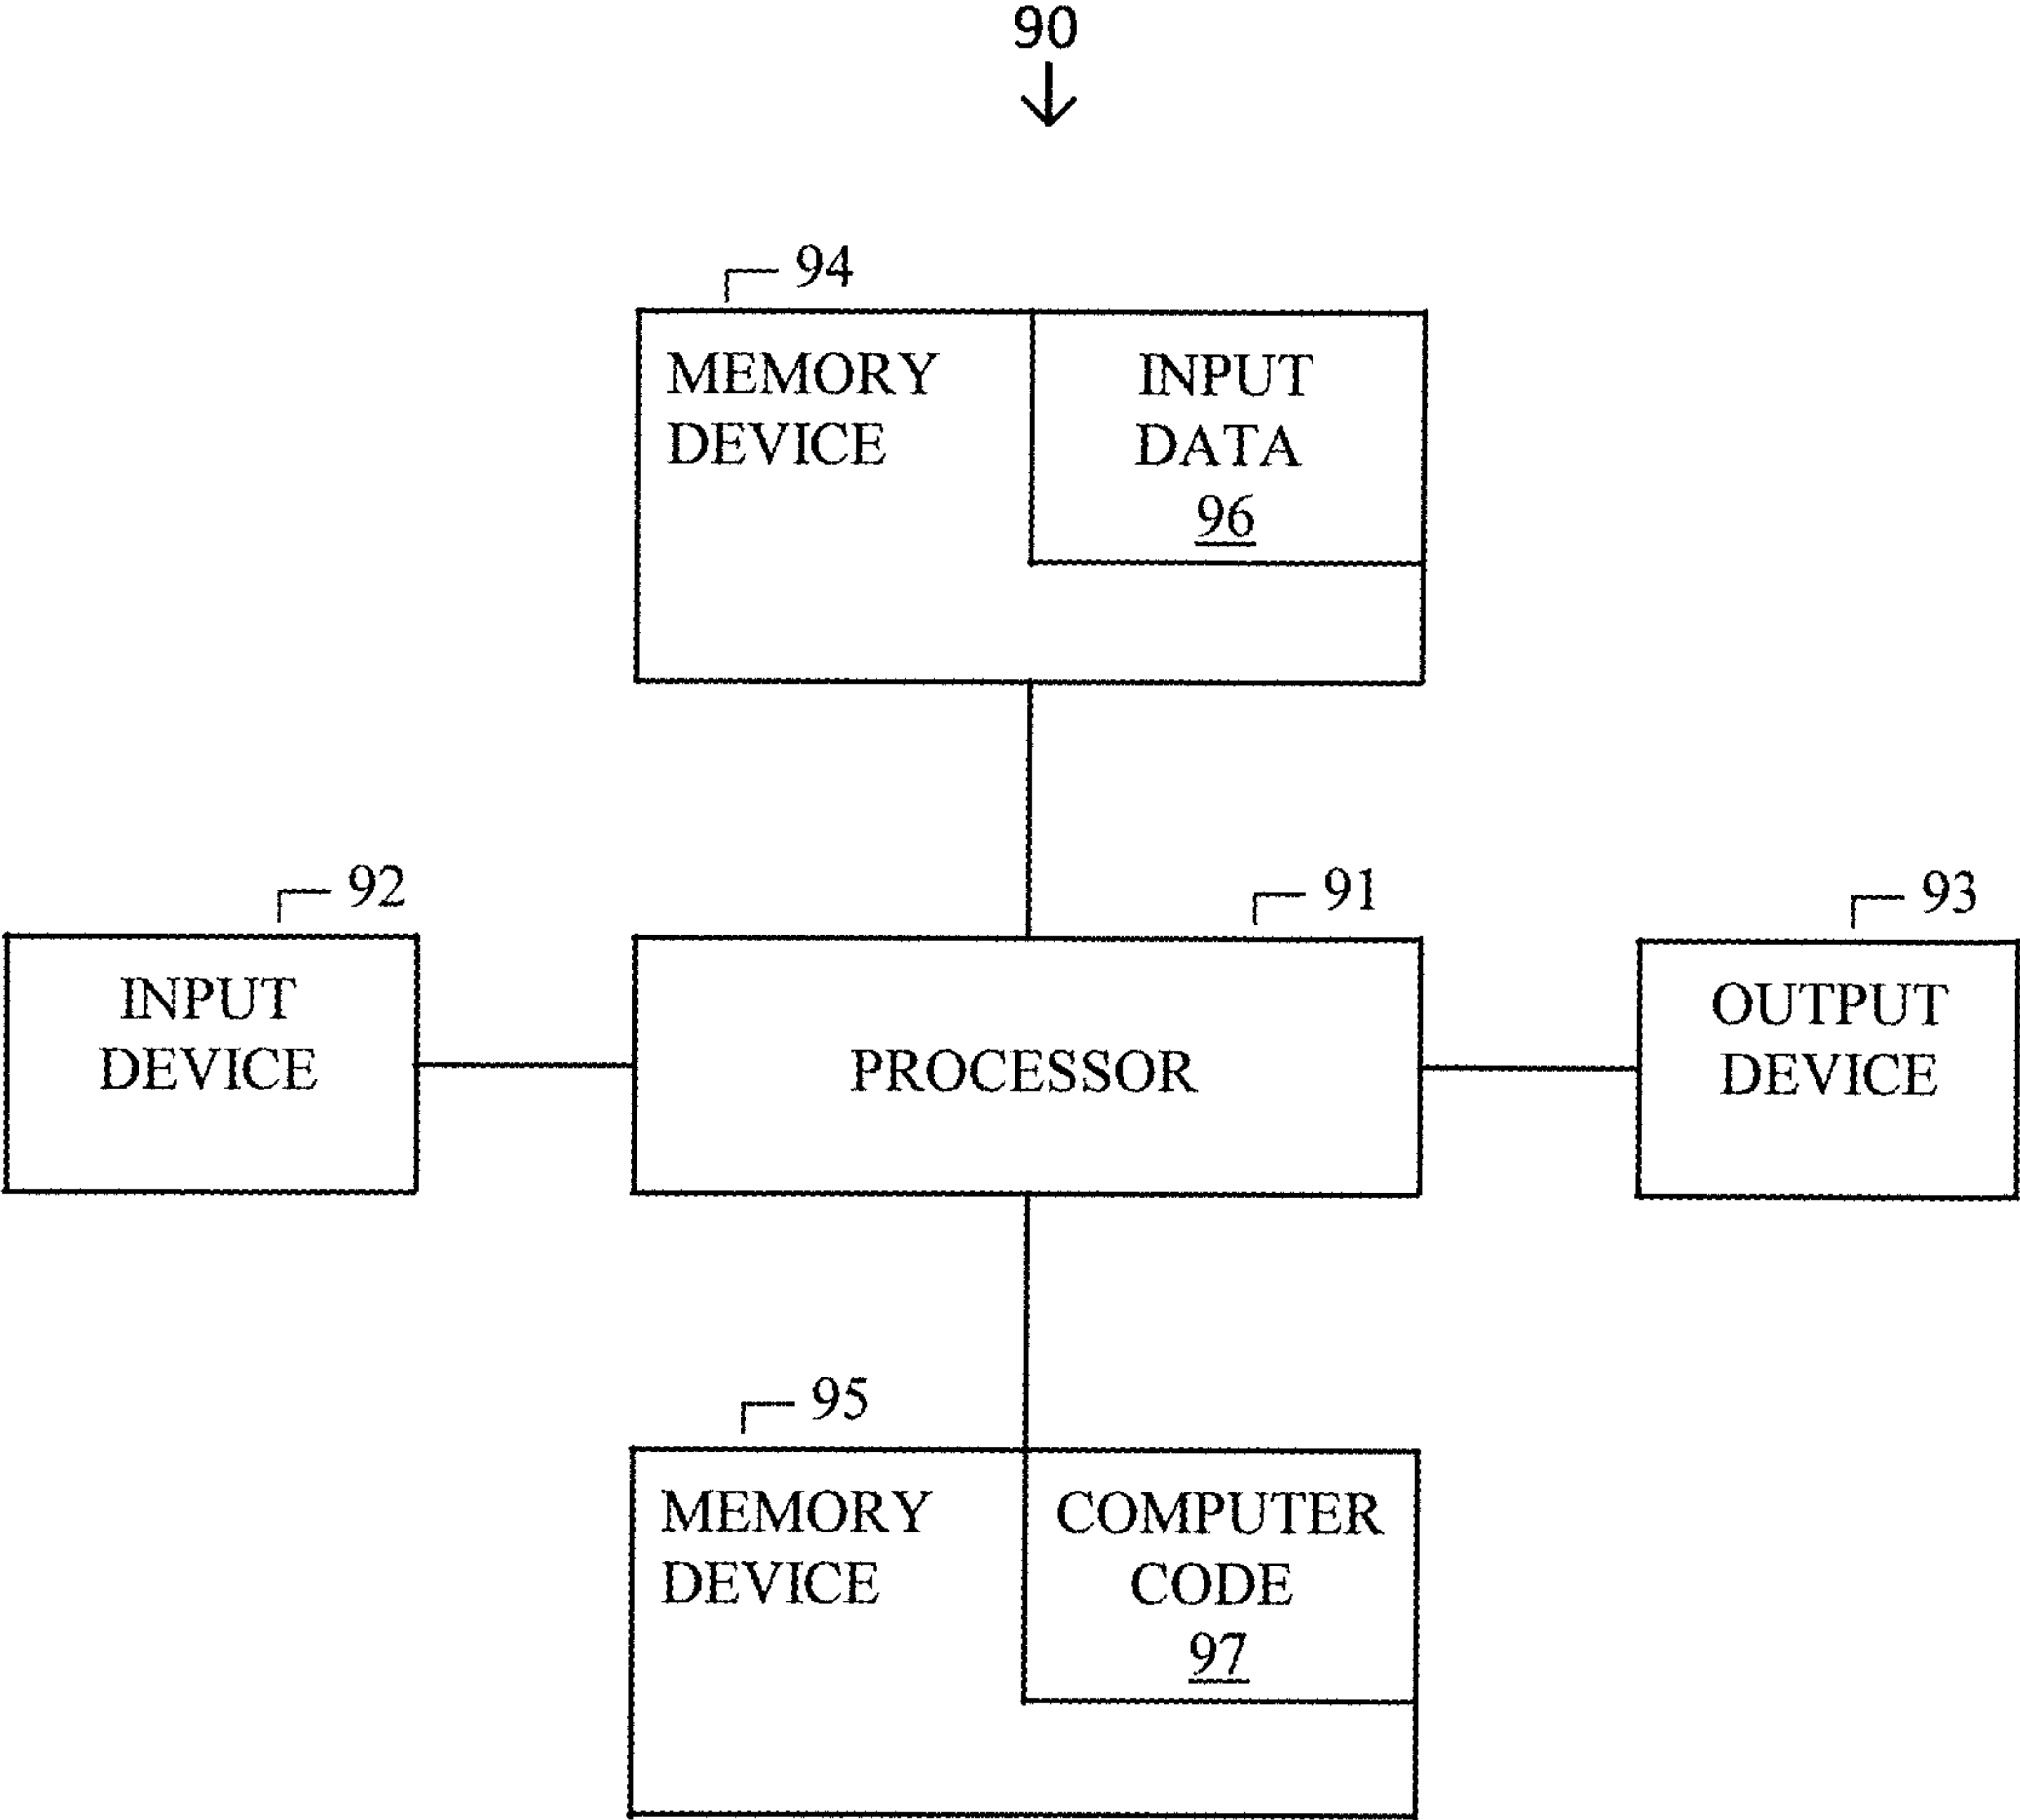 90
94
MEMORY
DEVICE
INPUT
DATA
96
92
INPUT
DEVICE
91
PROCESSOR
93
OUTPUT
DEVICE
95
MEMORY
DEVICE
COMPUTER
CODE
97